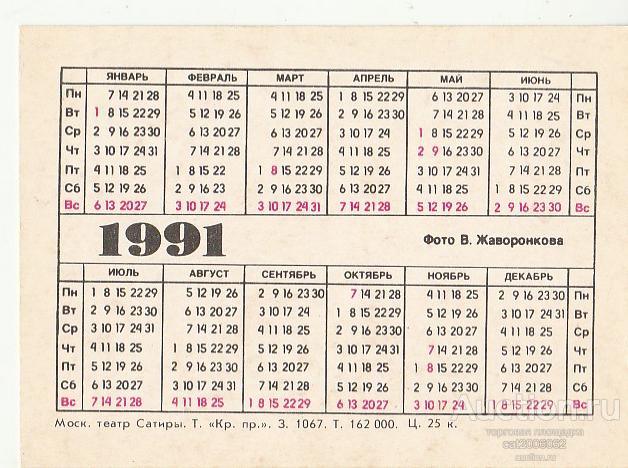 ЯНВАРЬ ФЕВРАЛЬ МАРТ АПРЕЛЬ МАЙ ИЮНЬ
Пн 7 14 21 28 4 11 18 25 4 11 18 25 1 8 15 22 29 6 13 20 27 3 10 17 24 Пн
Вт 1 8 15 22 29 5 12 19 26 5 12 19 26 2 9 16 23 30 7 14 21 28 4 11 18 25 Вт
Ср 2 9 16 23 30 6 13 20 27 6 13 20 27 3 10 17 24 1 8 15 22 29 5 12 19 26 Ср
Чт 3 10 17 24 31 7 14 21 28 7 14 21 28 4 11 18 25 2 9 16 23 30 6 13 20 27 Чт
Пт 4 11 18 25 1 8 15 22 1 8 15 22 29 5 12 19 26 3 10 17 24 31 7 14 21 28 Пт
Сб 5 12 19 26 2 9 16 23 2 9 16 23 30 6 13 20 27 4 11 18 25 1 8 15 22 29 Сб
Вс 6 13 20 27 3 10 17 24 3 10 17 24 31 7 14 21 28 5 12 19 26 2 9 16 23 30 Вс
1991 Фото В. Жаворонкова
ИЮЛЬ АВГУСТ СЕНТЯБРЬ ОКТЯБРЬ НОЯБРЬ ДЕКАБРЬ
Пн 1 8 15 22 29 5 12 19 26 2 9 16 23 30 7 14 21 28 4 11 18 25 2 9 16 23 30 Пн
Вт 2 9 16 23 30 6 13 20 27 3 10 17 24 1 8 15 22 29 5 12 19 26 3 10 17 24 31 Вт
Ср 3 10 17 24 31 7 14 21 28 4 11 18 25 2 9 16 23 30 6 13 20 27 4 11 18 25 Ср
Чт 4 11 18 25 1 8 15 22 29 5 12 19 26 3 10 17 24 31 7 14 21 28 5 12 19 26 Чт
Пт 5 12 19 26 2 9 16 23 30 6 13 20 27 4 11 18 25 1 8 15 22 29 6 13 20 27 Пт
Сб 6 13 20 27 3 10 17 24 31 7 14 21 28 5 12 19 26 2 9 16 23 30 7 14 21 28 Сб
Вс 7 14 21 28 4 11 18 25 1 8 15 22 29 6 13 20 27 3 10 17 24 1 8 15 22 29 Вс
Моск. театр Сатиры. Т. «Кр. пр.». З. 1067. Т. 162 000. Ц. 25 к.
Auction.ru
торговая площадка
cat2006062
auction.ru